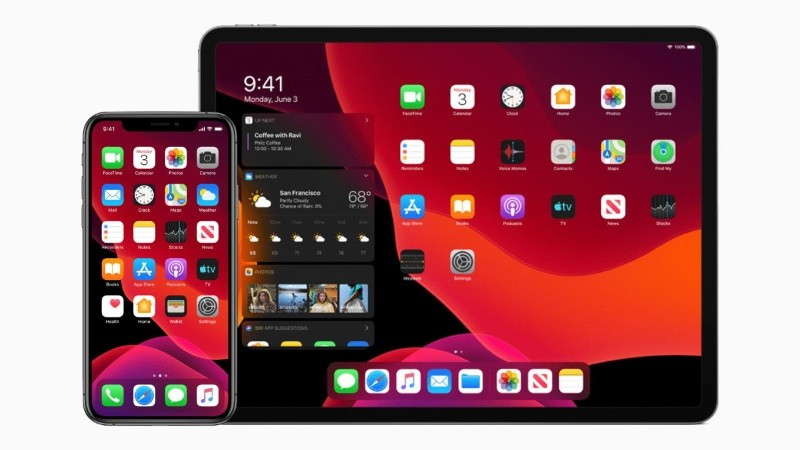 9:41
FaceTime
Monday
3
Calendar
Photos
Camera
Mail
Clock
Maps
Weather
Reminders
Notes
Stocks
News
Books
App Store
Podcasts
tv
TV
Health
Home
Wallet
Settings
100%
9:41
Monday, June 3
UP NEXT
Coffee with Ravi
Philz Coffee
10:00 - 10:30 AM
WEATHER
San Francisco
Partly Cloudy
Chance of Rain: 0%
68°
Now
PHOTOS
SIRI APP SUGGESTIONS
FaceTime
Monday
3
Calendar
Clock
Home
Photos
Camera
Reminders
Notes
Voice Memos
Contacts
Maps
Find My
App Store
Books
Podcasts
tv
TV
News
Stocks
Measure
Settings